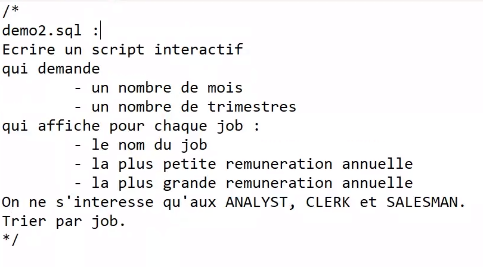 /*
demo2.sql :
Ecrire un script interactif
qui demande
- un nombre de mois
- un nombre de trimestres
qui affiche pour chaque job :
- le nom du job
- la plus petite remuneration annuelle
- la plus grande remuneration annuelle
On ne s'interesse qu'aux ANALYST, CLERK et SALESMAN.
Trier par job.
*/